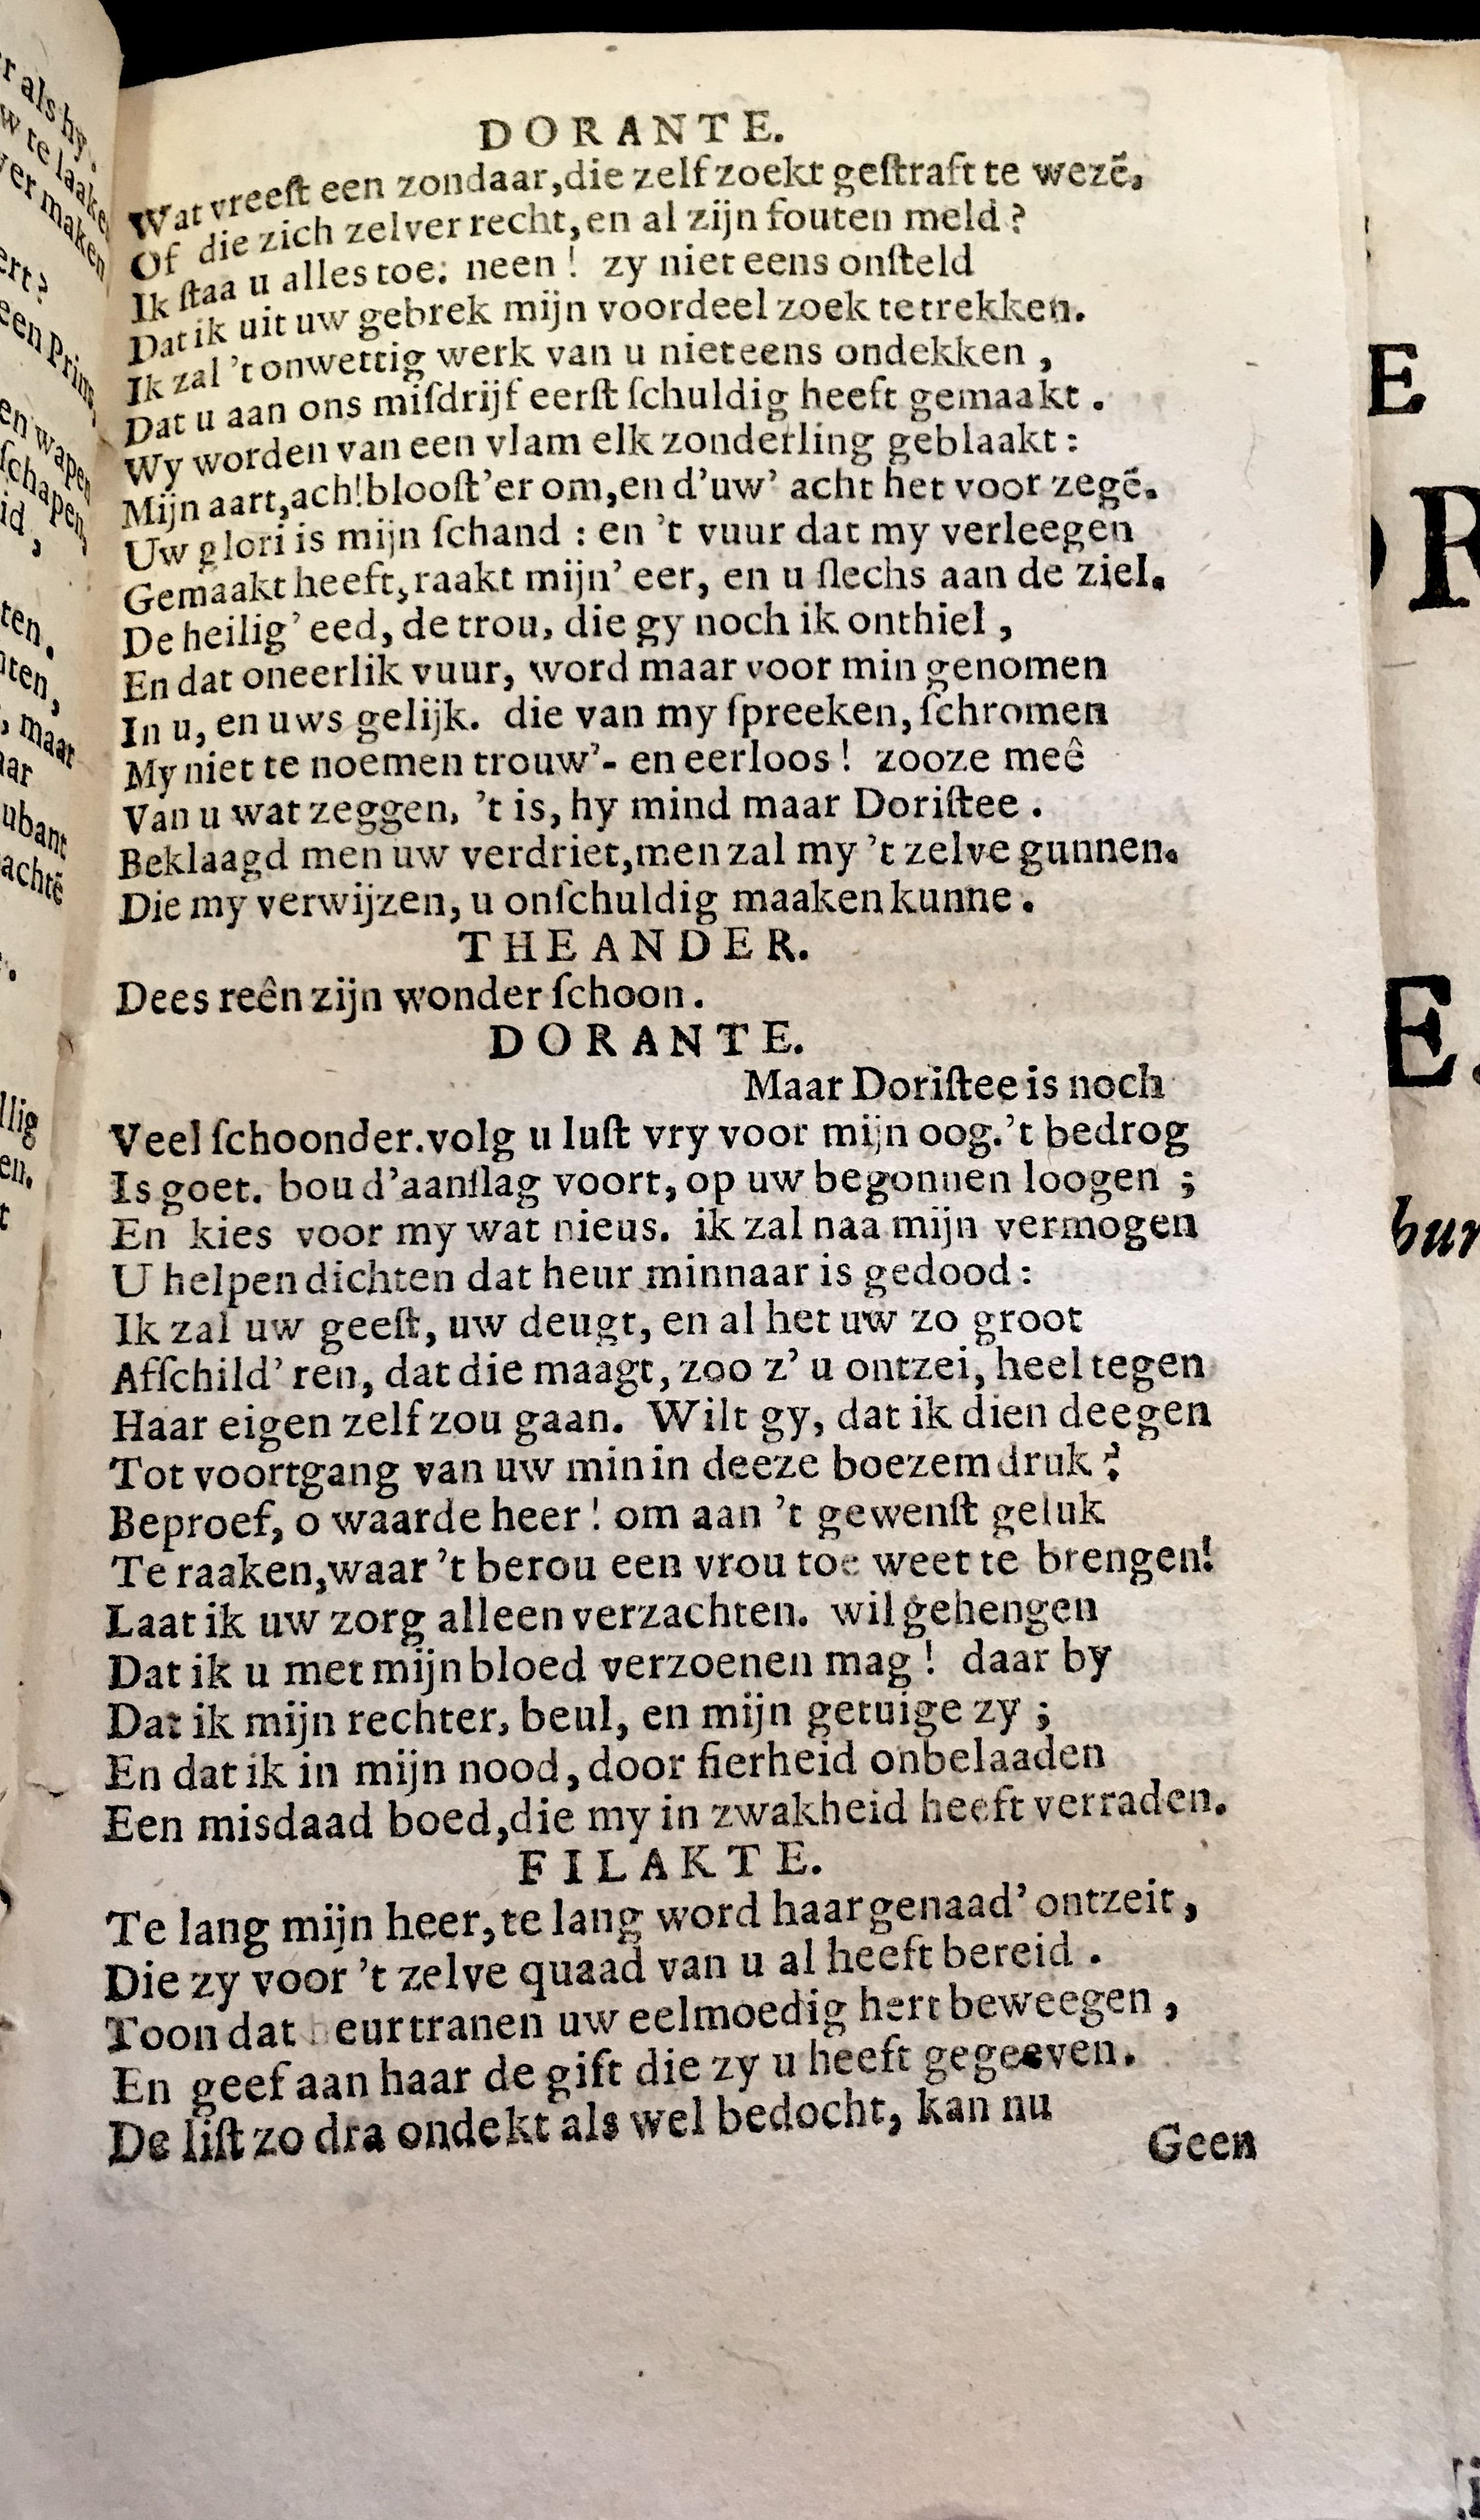 DORANTE.
Wat vreeſt een zondaar, die zelf zoekt geſtraft te wezẽ,
Of die zich zelver recht, en al zijn fouten meld?
Ik ſtaa u alles toe: neen! zy niet eens onſteld
Dat ik uit uw gebrek mijn voordeel zoek te trekken.
Ik zal 't onwettig werk van u niet eens ondekken,
Dat u aan ons miſdrijf eerſt ſchuldig heeft gemaakt.
Wy worden van een vlam elk zonderling geblaakt:
Mijn aart, ach! blooſt'er om, en d'uw' acht het voor zegẽ.
Uw glori is mijn ſchand: en 't vuur dat my verleegen
Gemaakt heeft, raakt mijn' eer, en u ſlechs aan de ziel.
De heilig' eed, de trou, die gy noch ik onthiel,
En dat oneerlik vuur, word maar voor min genomen
In u, en uws gelijk. die van my ſpreeken, ſchromen
My niet te noemen trouw'- en eerloos! zooze meê
Van u wat zeggen, 't is, hy mind maar Doriſtee.
Beklaagd men uw verdriet, men zal my 't zelve gunnen.
Die my verwijzen, u onſchuldig maaken kunne.
THEANDER.
Dees reên zijn wonder ſchoon.
DORANTE.
Maar Doriſtee is noch
Veel ſchoonder. volg u luſt vry voor mijn oog. 't bedrog
Is goet. bou d'aanſlag voort, op uw begonnen loogen;
En kies voor my wat nieus. ik zal naa mijn vermogen
U helpen dichten dat heur minnaar is gedood:
Ik zal uw geeſt, uw deugt, en al het uw zo groot
Afſchild'ren, dat die maagt, zoo z' u ontzei, heel tegen
Haar eigen zelf zou gaan. Wilt gy, dat ik dien deegen
Tot voortgang van uw min in deeze boezem druk?
Beproef, o waarde heer! om aan 't gewenſt geluk
Te raaken, waar 't berou een vrou toe weet te brengen!
Laat ik uw zorg alleen verzachten. wil gehengen
Dat ik u met mijn bloed verzoenen mag! daar by
Dat ik mijn rechter, beul, en mijn getuige zy;
En dat ik in mijn nood, door fierheid onbelaaden
Een misdaad boed, die my in zwakheid heeft verraden.
FILAKTE.
Te lang mijn heer, te lang word haar genaad' ontzeit,
Die zy voor 't zelve quaad van u al heeft bereid.
Toon dat heur tranen uw eelmoedig hert beweegen,
En geef aan haar de gift die zy u heeft gegeeven.
De liſt zo dra ondekt als wel bedocht, kan nu
Geen